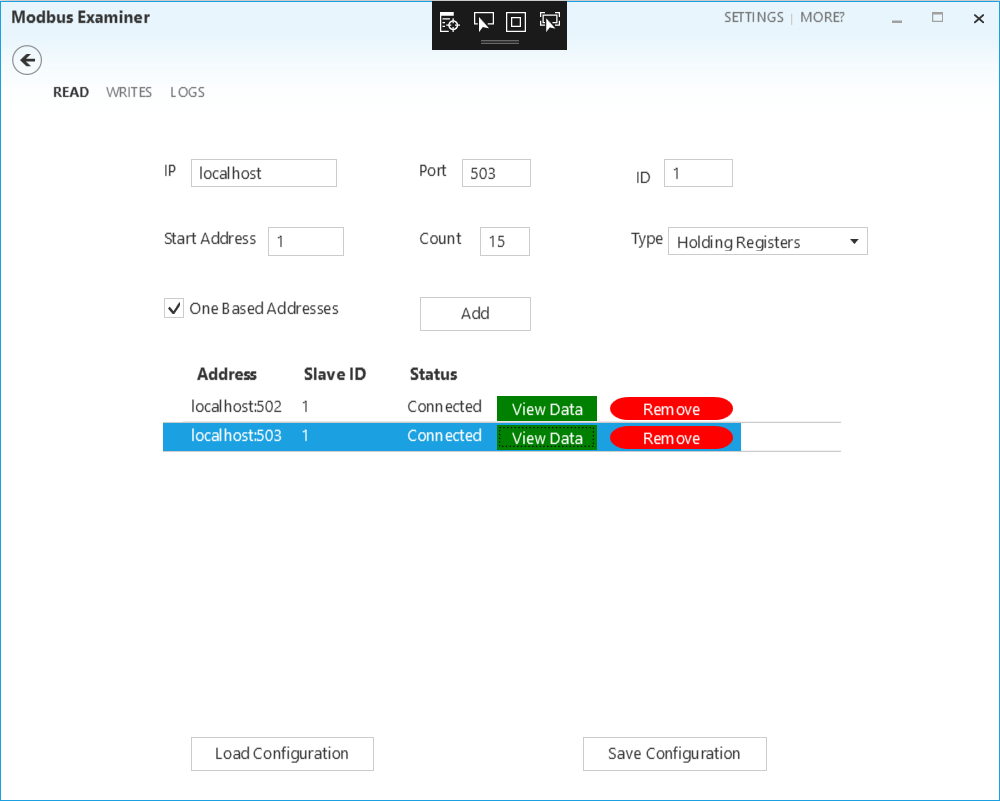 Modbus Examiner
SETTINGS | MORE?
READ WRITES LOGS
IP localhost Port 503 ID 1
Start Address 1 Count 15 Type Holding Registers
One Based Addresses Add
Address Slave ID Status
localhost:502 1 Connected View Data Remove
localhost:503 1 Connected View Data Remove
Load Configuration Save Configuration